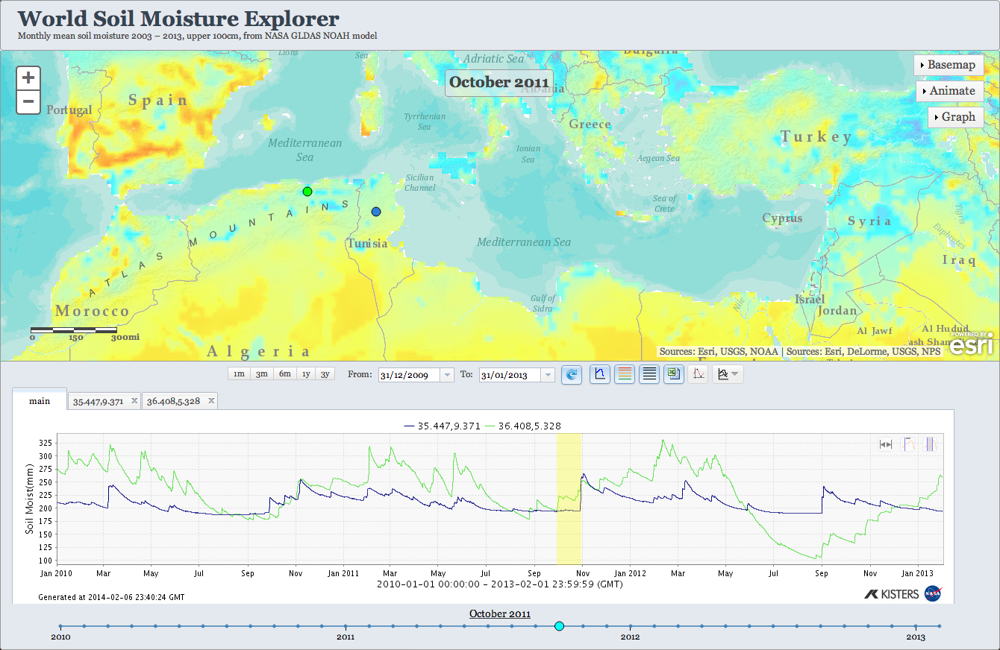 World Soil Moisture Explorer
Monthly mean soil moisture 2003 – 2013, upper 100cm, from NASA GLDAS NOAH model
+
−
October 2011
Basemap
Animate
Graph
Lions
Sea
Adriatic Sea
Bulgaria
Albania
Portugal
Spain
Tyrrhenian
Sea
Greece
Turkey
Mediterranean
Sea
Ionian
Sea
Aegean Sea
Sicilian
Channel
Sea of
Crete
Cyprus
Syria
Tigris
Euphrates
ATLAS MOUNTAINS
Tunisia
Mediterranean Sea
Iraq
Morocco
Gulf of
Sidra
Nile
Israel
Jordan
Al Jawf
Al Hudud
ash Sham
0 150 300mi
Algeria
Sources: Esri, USGS, NOAA | Sources: Esri, DeLorme, USGS, NPS
POWERED BY
esri
1m 3m 6m 1y 3y From: 31/12/2009 To: 31/01/2013
main 35.447,9.371 x 36.408,5.328 x
— 35.447,9.371 — 36.408,5.328
Soil Moist(mm)
325
300
275
250
225
200
175
150
125
100
Jan 2010 Mar May Jul Sep Nov Jan 2011 Mar May Jul Sep Nov Jan 2012 Mar May Jul Sep Nov Jan 2013
2010-01-01 00:00:00 - 2013-02-01 23:59:59 (GMT)
Generated at 2014-02-06 23:40:24 GMT
KISTERS
NASA
October 2011
2010 2011 2012 2013